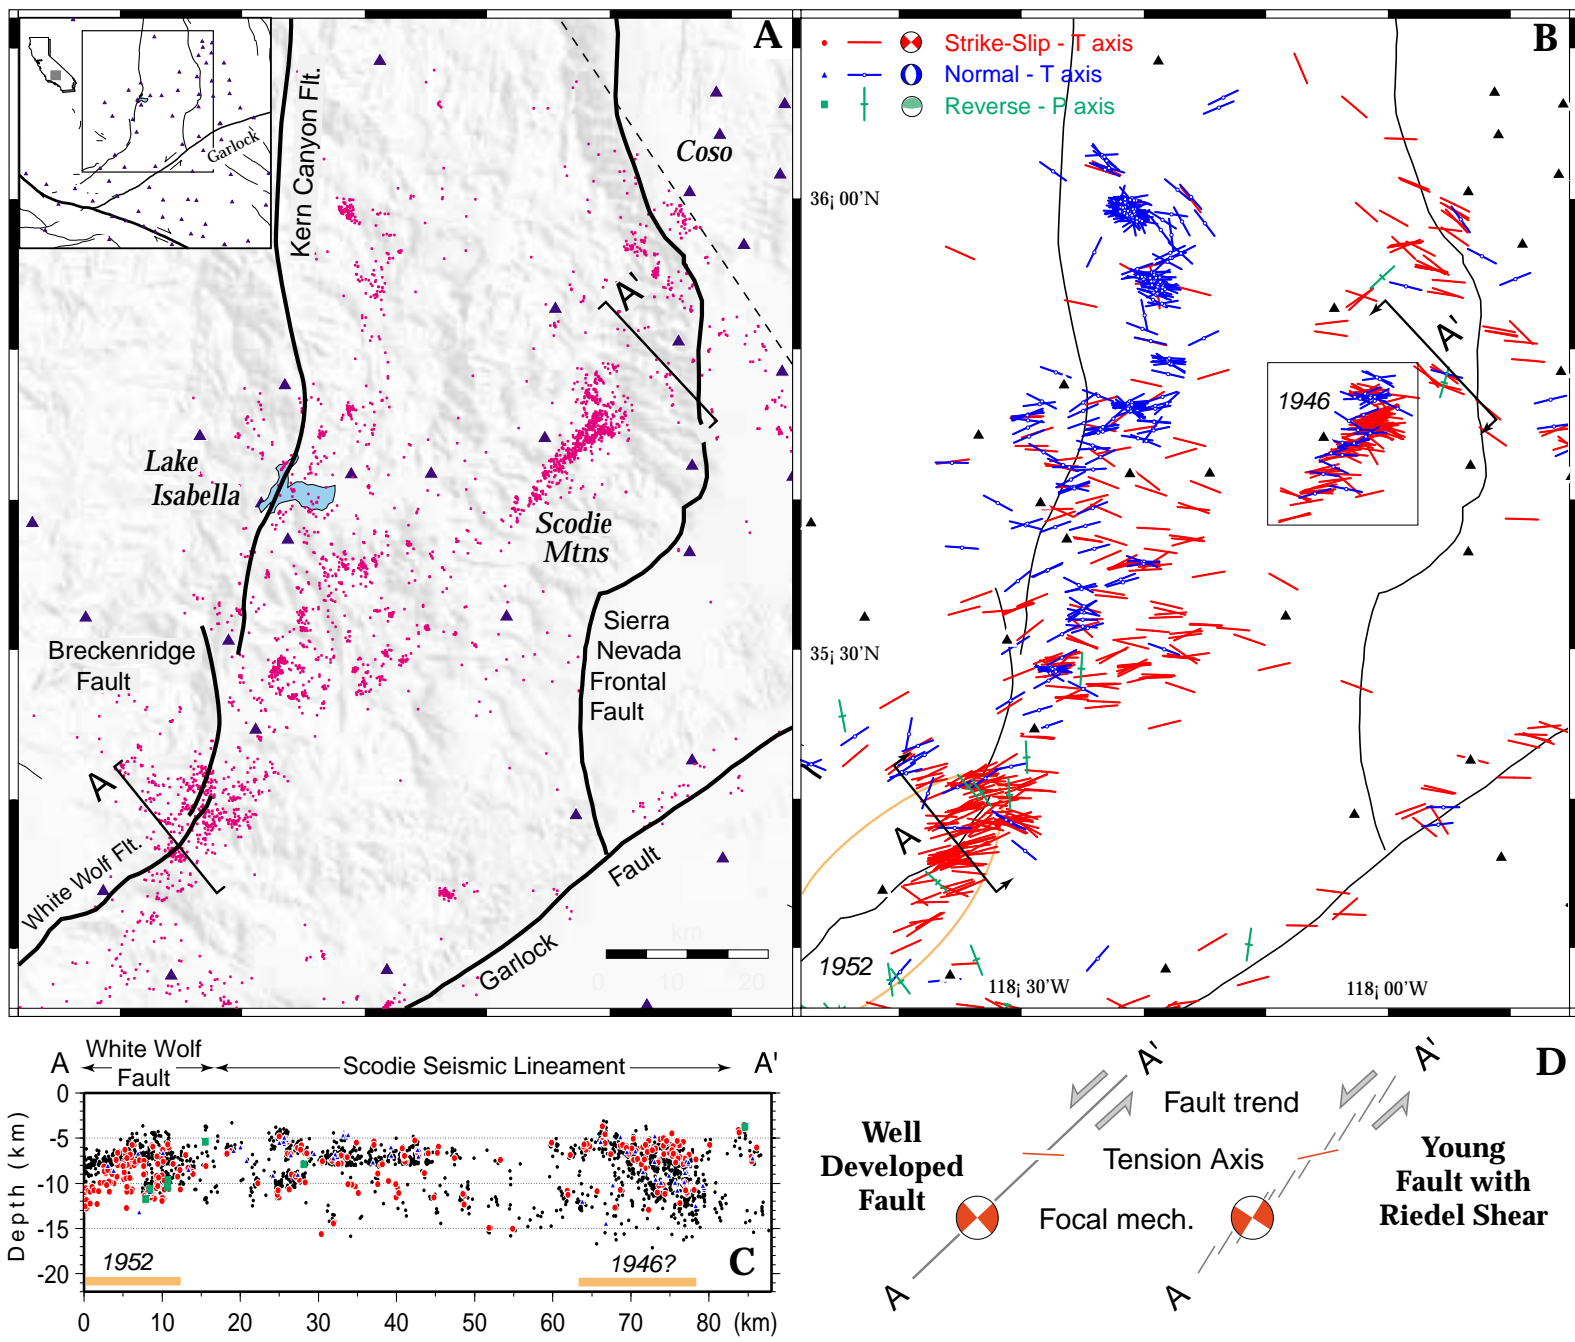 A
Garlock
Kern Canyon Flt.
Coso
A'
Lake
Isabella
Scodie
Mtns
Breckenridge
Fault
Sierra
Nevada
Frontal
Fault
A
White Wolf Flt.
Garlock
Fault
km
0 10 20
B
Strike-Slip - T axis
Normal - T axis
Reverse - P axis
36¡ 00'N
A'
1946
35¡ 30'N
A
1952
118¡ 30'W
118¡ 00'W
A
White Wolf
Fault
Scodie Seismic Lineament
A'
Depth (km)
0
-5
-10
-15
-20
1952
1946?
C
0 10 20 30 40 50 60 70 80 (km)
D
A'
A'
Fault trend
Well
Developed
Fault
Tension Axis
Young
Fault with
Riedel Shear
Focal mech.
A
A